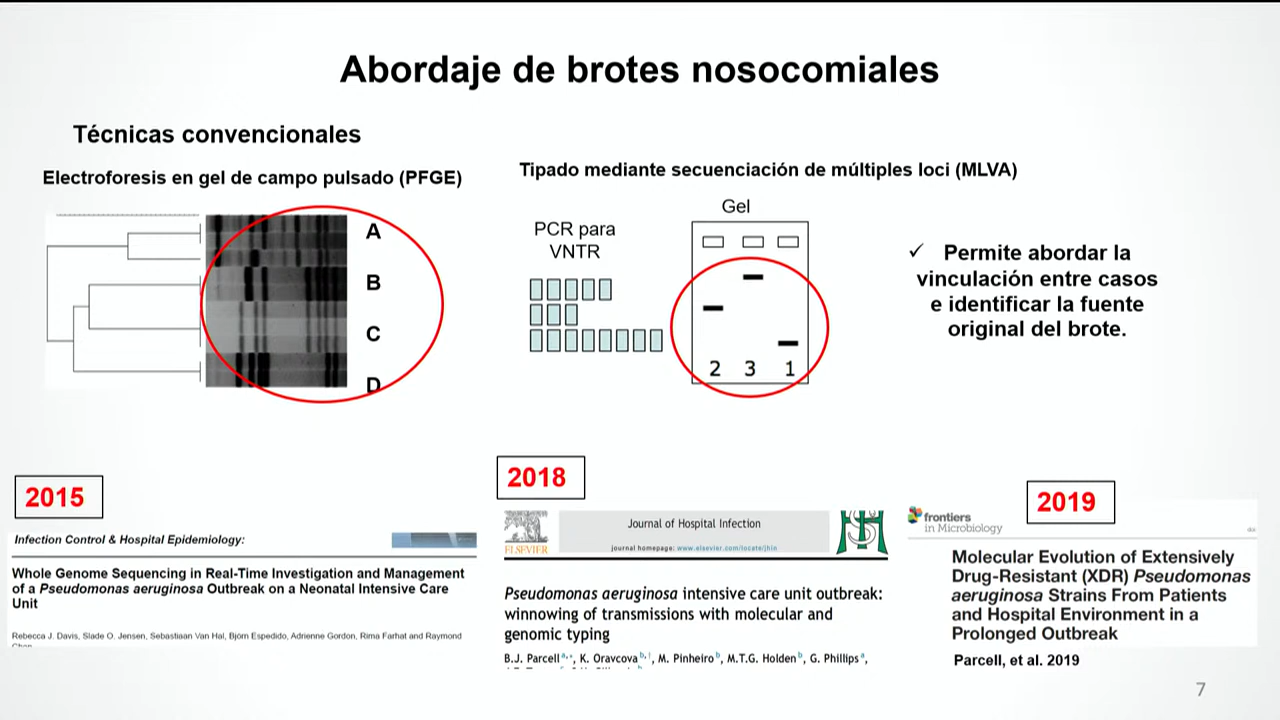 Abordaje de brotes nosocomiales
Técnicas convencionales
Electroforesis en gel de campo pulsado (PFGE)
A
B
C
D
Tipado mediante secuenciación de múltiples loci (MLVA)
PCR para
VNTR
Gel
2 3 1
✓ Permite abordar la
vinculación entre casos
e identificar la fuente
original del brote.
2015
Infection Control & Hospital Epidemiology:
Whole Genome Sequencing in Real-Time Investigation and Management
of a Pseudomonas aeruginosa Outbreak on a Neonatal Intensive Care
Unit
Rebecca J. Davis, Slade O. Jensen, Sebastiaan Van Hal, Björn Espedido, Adrienne Gordon, Rima Farhat and Raymond
2018
ELSEVIER
Journal of Hospital Infection
journal homepage: www.elsevier.com/locate/jhin
Pseudomonas aeruginosa intensive care unit outbreak:
winnowing of transmissions with molecular and
genomic typing
B.J. Parcell a,*, K. Oravcova b,†, M. Pinheiro b, M.T.G. Holden b, G. Phillips a,
2019
frontiers
in Microbiology
Molecular Evolution of Extensively
Drug-Resistant (XDR) Pseudomonas
aeruginosa Strains From Patients
and Hospital Environment in a
Prolonged Outbreak
Parcell, et al. 2019
7